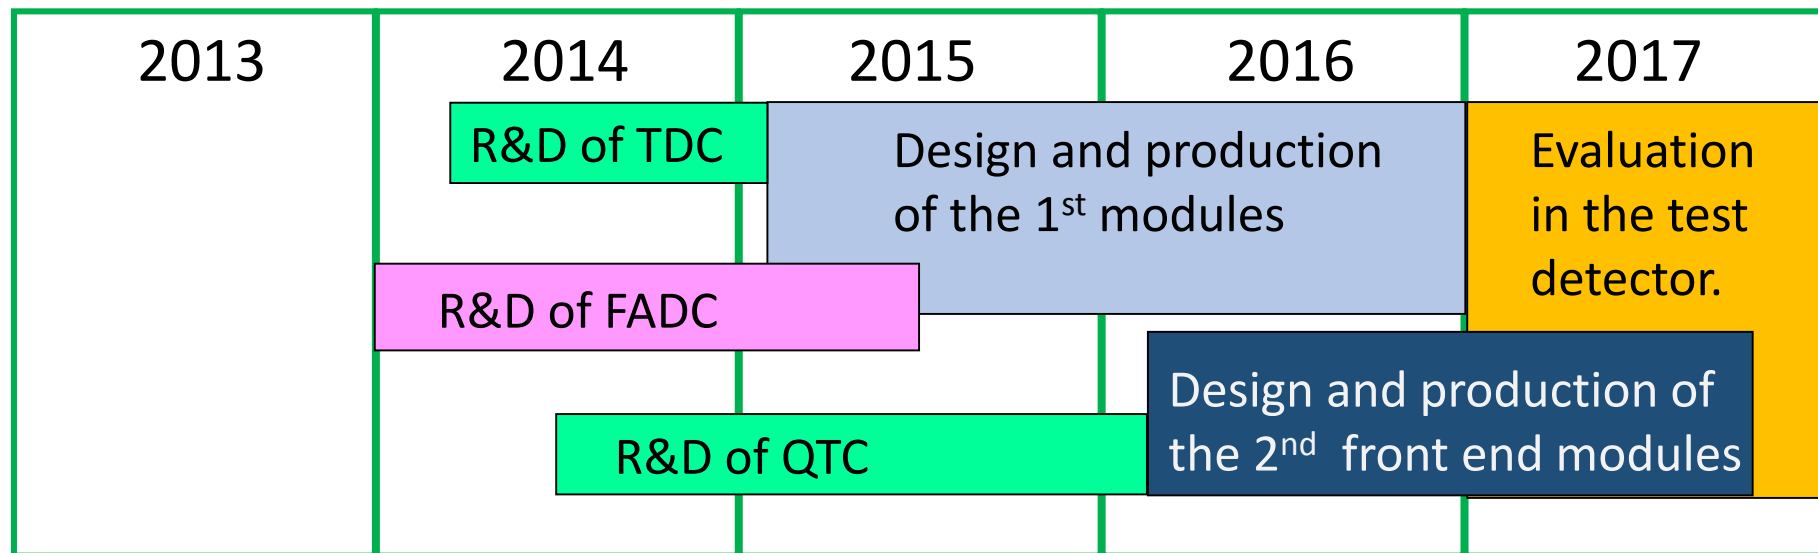 2013 2014 2015 2016 2017
R&D of TDC
Design and production
of the 1st modules
Evaluation
in the test
detector.
R&D of FADC
Design and production of
the 2nd front end modules
R&D of QTC